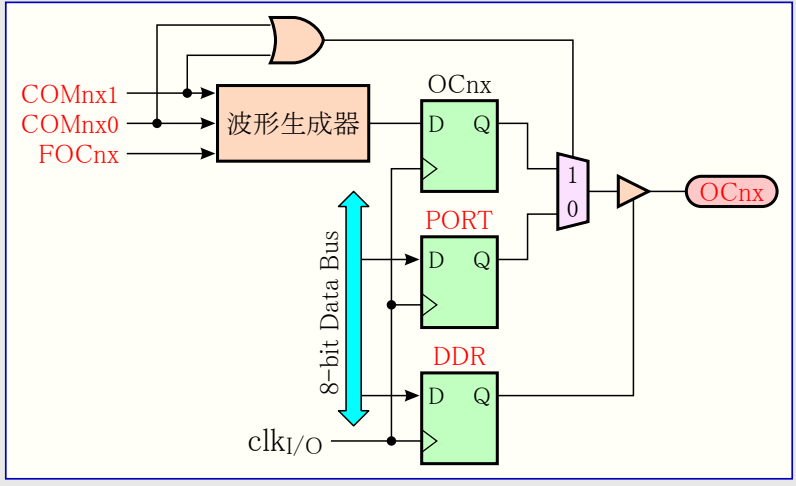 COMnx1
COMnx0
FOCnx
波形生成器
OCnx
D Q
1
0
OCnx
PORT
D Q
8-bit Data Bus
DDR
D Q
clkI/O